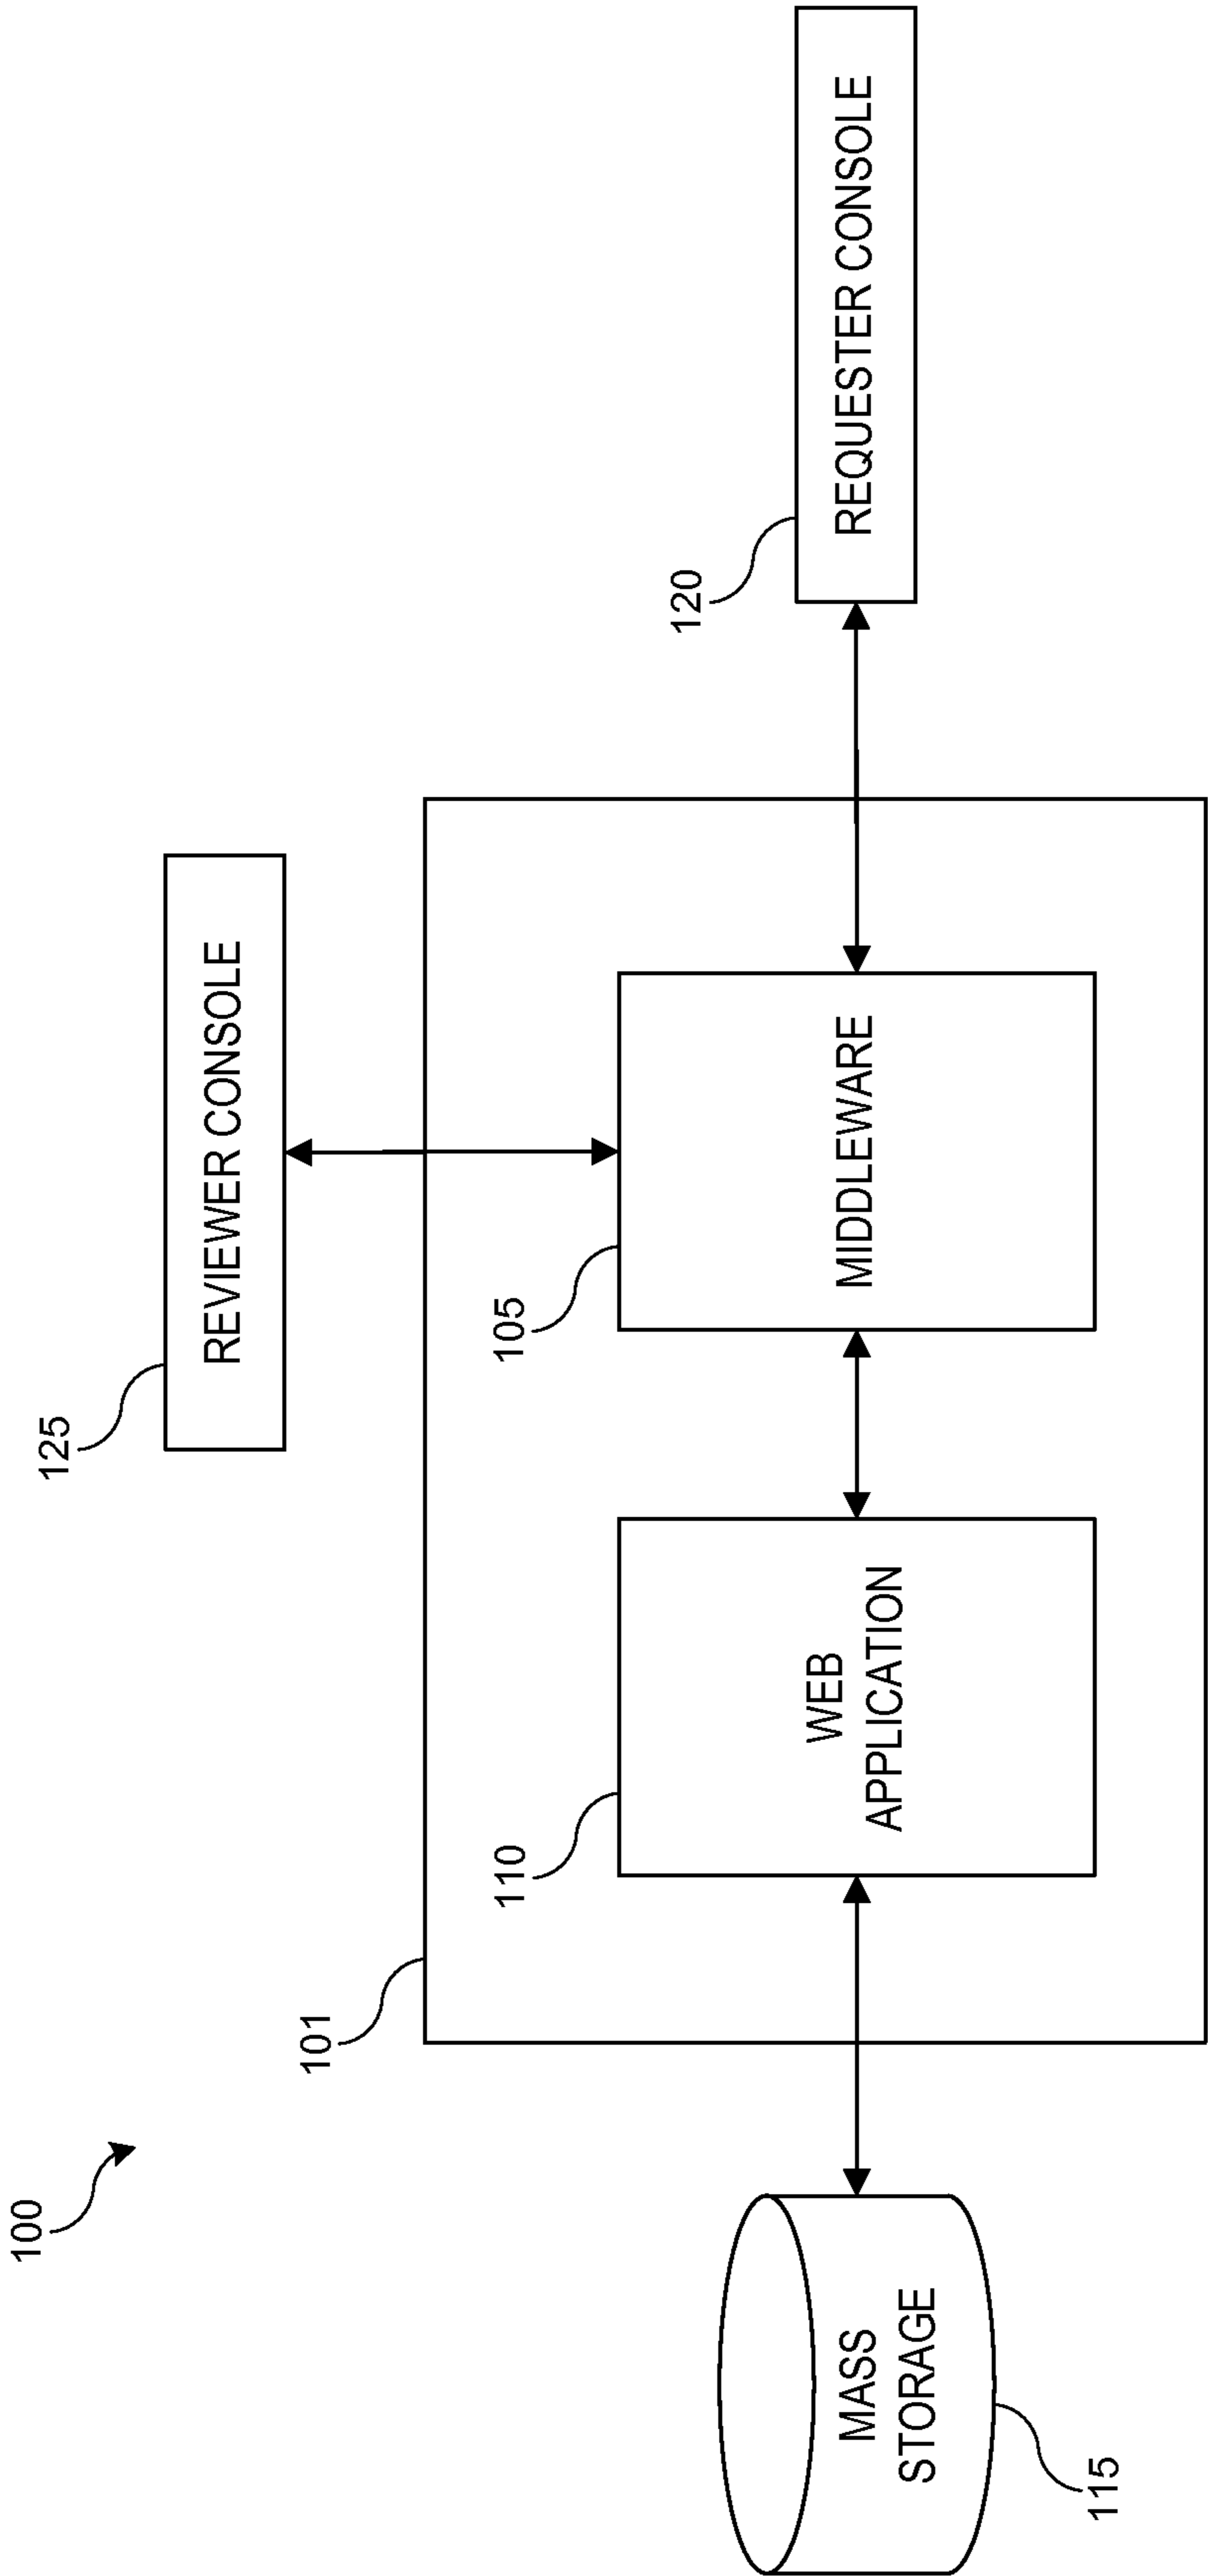 100
125
REVIEWER CONSOLE
101
110
WEB
APPLICATION
105
MIDDLEWARE
120
REQUESTER CONSOLE
MASS
STORAGE
115